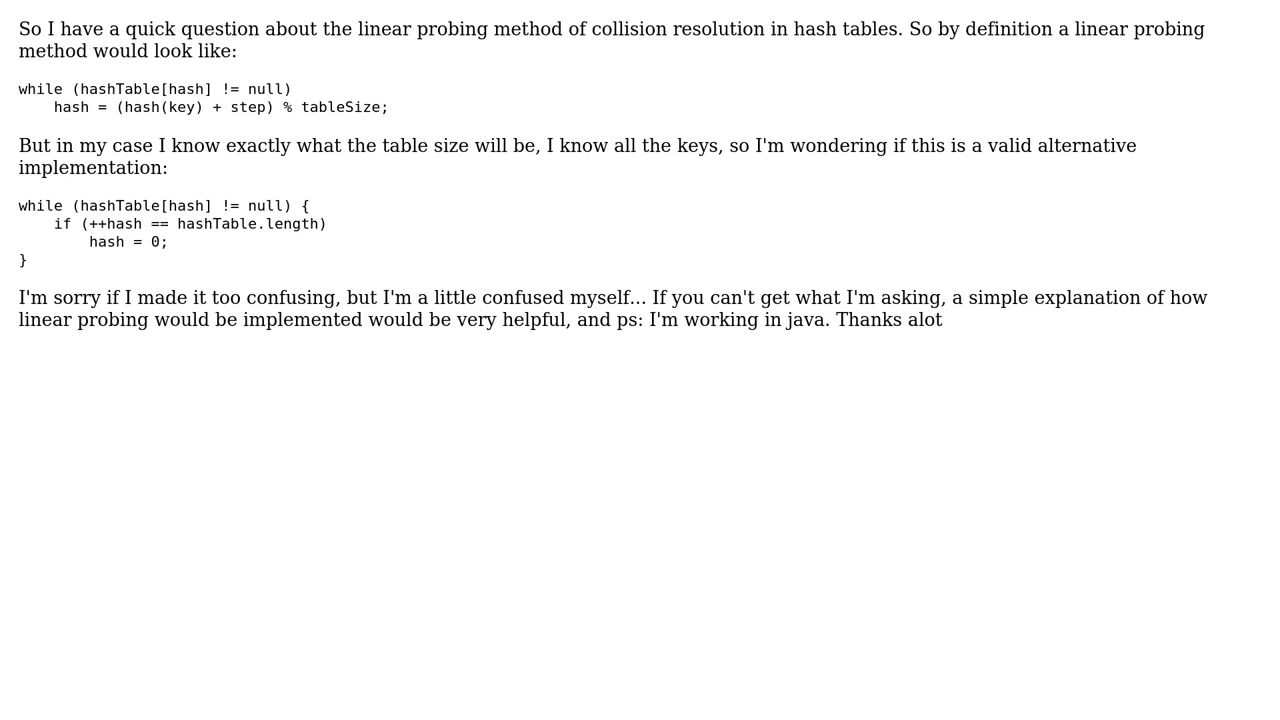 So I have a quick question about the linear probing method of collision resolution in hash tables. So by definition a linear probing
method would look like:
while (hashTable[hash] != null)
    hash = (hash(key) + step) % tableSize;
But in my case I know exactly what the table size will be, I know all the keys, so I'm wondering if this is a valid alternative
implementation:
while (hashTable[hash] != null) {
    if (++hash == hashTable.length)
        hash = 0;
}
I'm sorry if I made it too confusing, but I'm a little confused myself... If you can't get what I'm asking, a simple explanation of how
linear probing would be implemented would be very helpful, and ps: I'm working in java. Thanks alot